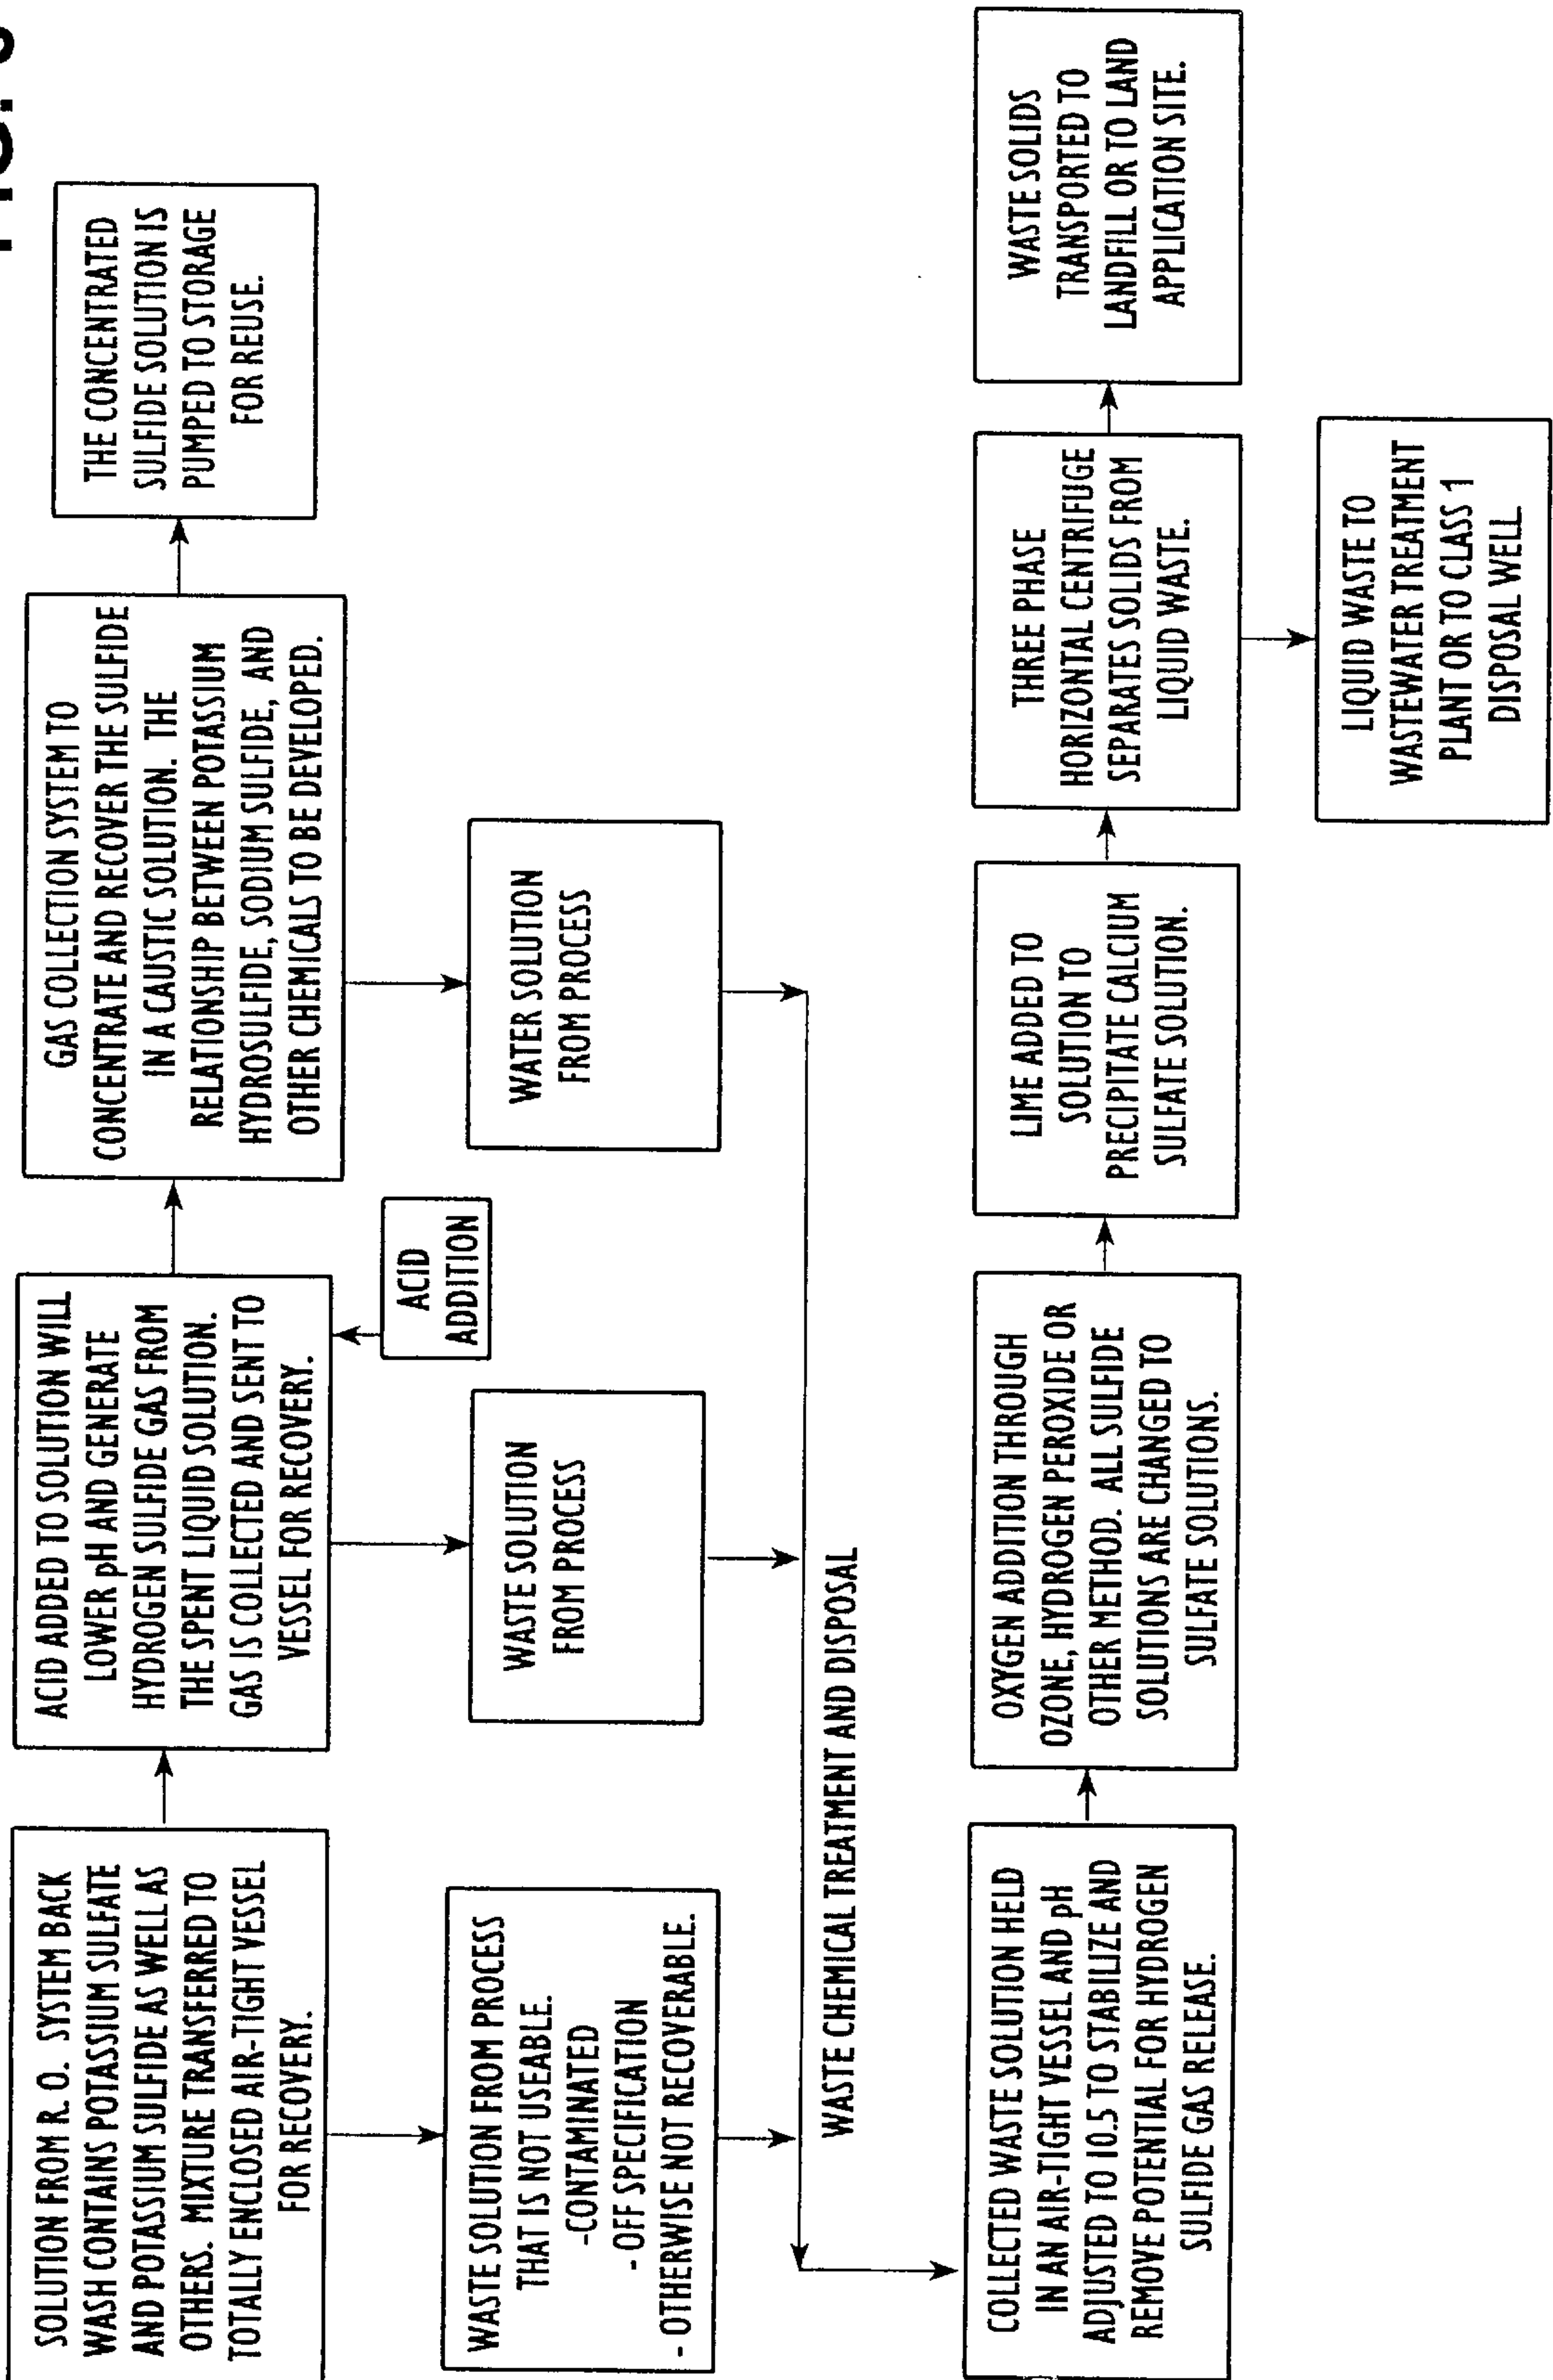 FIG.
SOLUTION FROM R. O. SYSTEM BACK
WASH CONTAINS POTASSIUM SULFATE
AND POTASSIUM SULFIDE AS WELL AS
OTHERS. MIXTURE TRANSFERRED TO
TOTALLY ENCLOSED AIR-TIGHT VESSEL
FOR RECOVERY.
ACID ADDED TO SOLUTION WILL
LOWER pH AND GENERATE
HYDROGEN SULFIDE GAS FROM
THE SPENT LIQUID SOLUTION.
GAS IS COLLECTED AND SENT TO
VESSEL FOR RECOVERY.
GAS COLLECTION SYSTEM TO
CONCENTRATE AND RECOVER THE SULFIDE
IN A CAUSTIC SOLUTION. THE
RELATIONSHIP BETWEEN POTASSIUM
HYDROSULFIDE, SODIUM SULFIDE, AND
OTHER CHEMICALS TO BE DEVELOPED.
THE CONCENTRATED
SULFIDE SOLUTION IS
PUMPED TO STORAGE
FOR REUSE.
ACID
ADDITION
WASTE SOLUTION FROM PROCESS
THAT IS NOT USEABLE.
-CONTAMINATED
- OFF SPECIFICATION
- OTHERWISE NOT RECOVERABLE.
WASTE SOLUTION
FROM PROCESS
WATER SOLUTION
FROM PROCESS
WASTE CHEMICAL TREATMENT AND DISPOSAL
COLLECTED WASTE SOLUTION HELD
IN AN AIR-TIGHT VESSEL AND pH
ADJUSTED TO 10.5 TO STABILIZE AND
REMOVE POTENTIAL FOR HYDROGEN
SULFIDE GAS RELEASE.
OXYGEN ADDITION THROUGH
OZONE, HYDROGEN PEROXIDE OR
OTHER METHOD. ALL SULFIDE
SOLUTIONS ARE CHANGED TO
SULFATE SOLUTIONS.
LIME ADDED TO
SOLUTION TO
PRECIPITATE CALCIUM
SULFATE SOLUTION.
THREE PHASE
HORIZONTAL CENTRIFUGE
SEPARATES SOLIDS FROM
LIQUID WASTE.
WASTE SOLIDS
TRANSPORTED TO
LANDFILL OR TO LAND
APPLICATION SITE.
LIQUID WASTE TO
WASTEWATER TREATMENT
PLANT OR TO CLASS 1
DISPOSAL WELL.